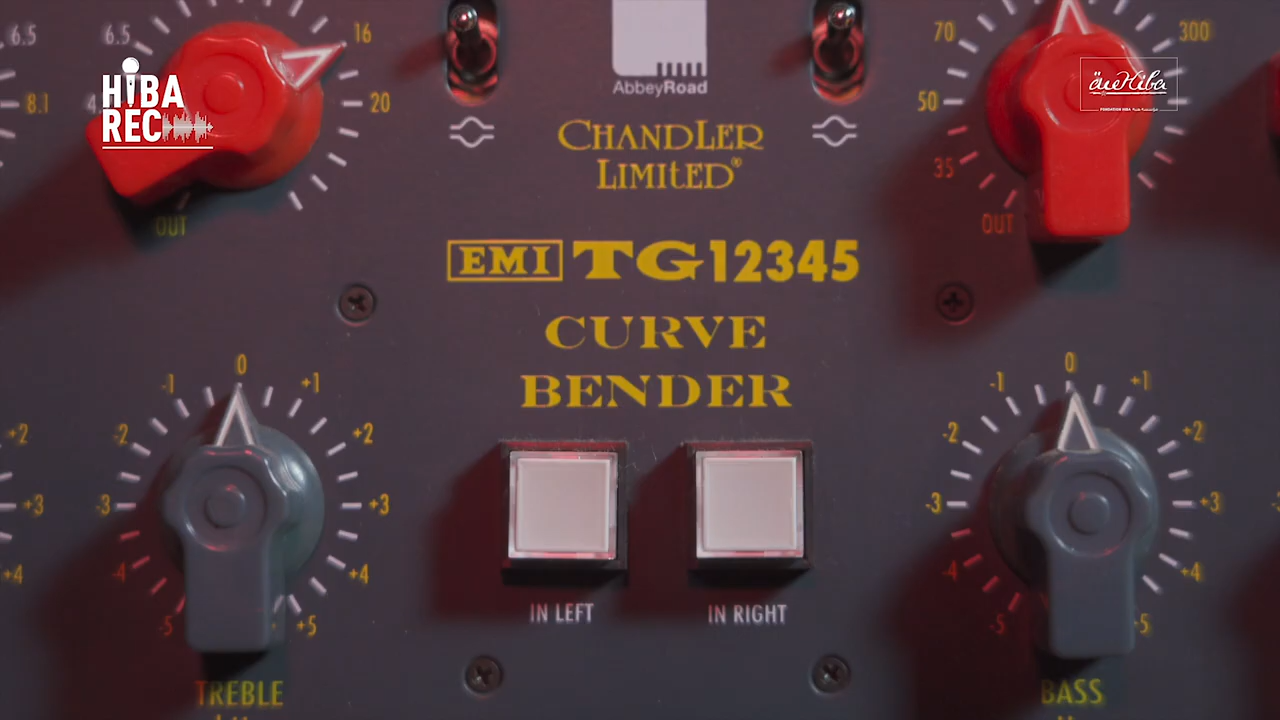 6.5
6.5
16
70
300
HIBA
REC
AbbeyRoad
8.1
4
20
50
CHANDLER
LIMITED®
35
OUT
OUT
EMI TG12345
CURVE
BENDER
0
0
-1
+1
-1
+1
+2
-2
+2
-2
+2
+3
-3
+3
-3
+3
+4
-4
+4
-4
+4
-5
+5
-5
5
IN LEFT
IN RIGHT
TREBLE
BASS